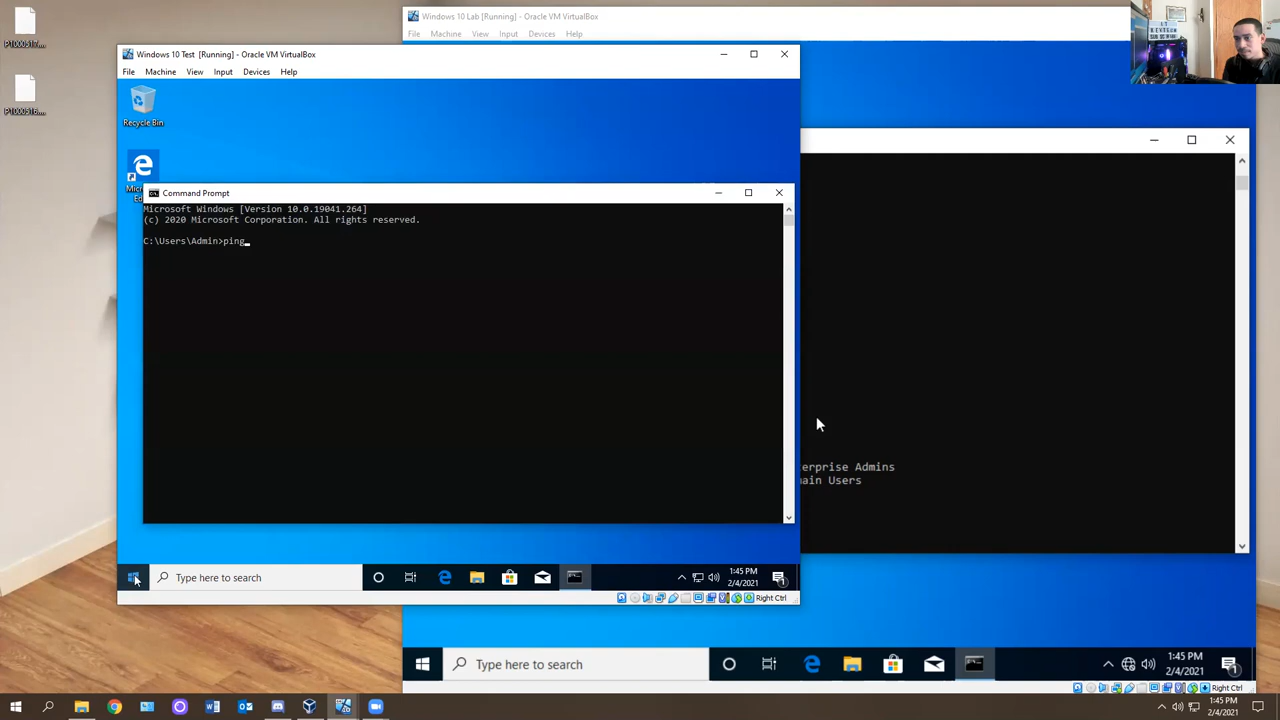 Windows 10 Lab [Running] - Oracle VM VirtualBox
File Machine View Input Devices Help
Windows 10 Test [Running] - Oracle VM VirtualBox
File Machine View Input Devices Help
Recycle Bin
Command Prompt
Microsoft Windows [Version 10.0.19041.264]
(c) 2020 Microsoft Corporation. All rights reserved.
C:\Users\Admin>ping_
erprise Admins
ain Users
Type here to search
1:45 PM
2/4/2021
1
Right Ctrl
Type here to search
1:45 PM
2/4/2021
1
Right Ctrl
1:45 PM
2/4/2021